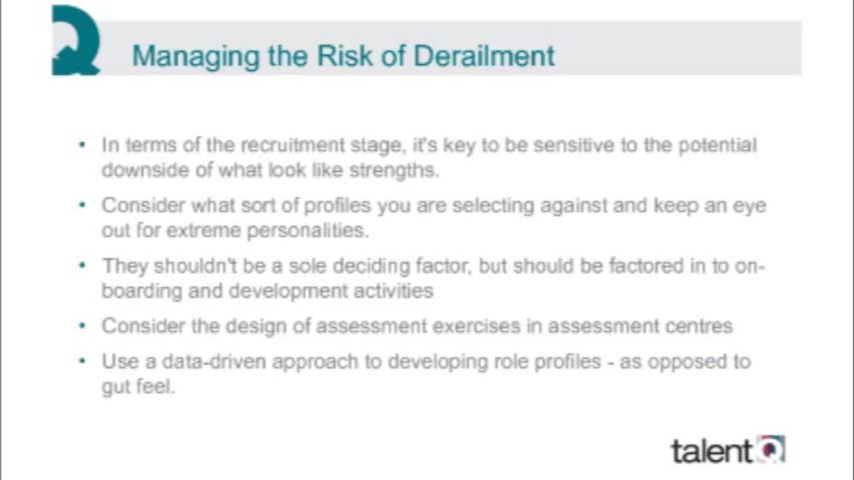 Managing the Risk of Derailment
• In terms of the recruitment stage, it's key to be sensitive to the potential
downside of what look like strengths.
• Consider what sort of profiles you are selecting against and keep an eye
out for extreme personalities.
• They shouldn't be a sole deciding factor, but should be factored in to on-
boarding and development activities
• Consider the design of assessment exercises in assessment centres
• Use a data-driven approach to developing role profiles - as opposed to
gut feel.
talentQ